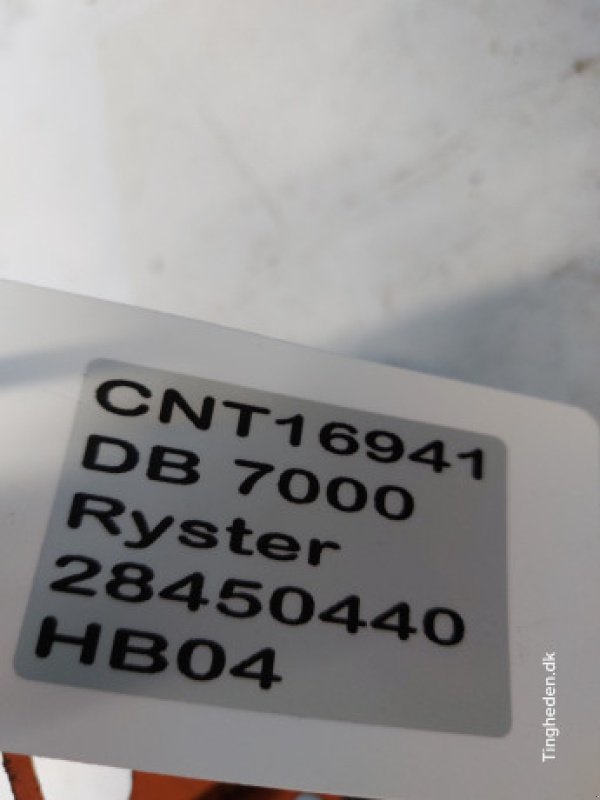 CNT16941
DB 7000
Ryster
28450440
HB04
Tingheden.dk